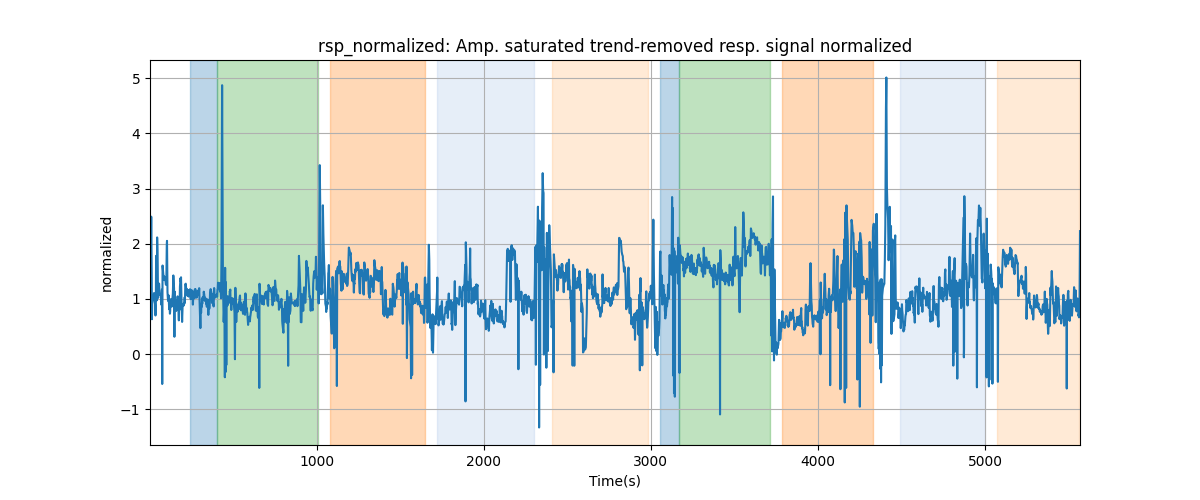 rsp_normalized: Amp. saturated trend-removed resp. signal normalized
5
4
3
2
1
0
−1
normalized
1000 2000 3000 4000 5000
Time(s)